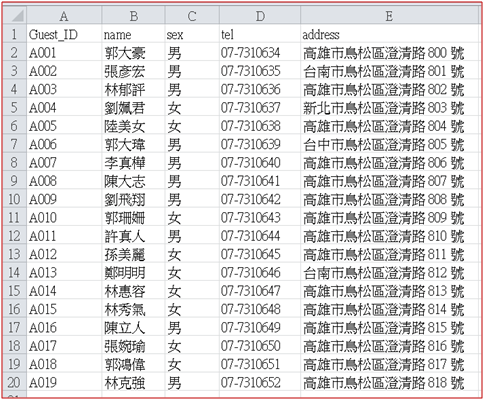 A B C D E
1 Guest_ID name sex tel address
2 A001 郭大豪 男 07-7310634 高雄市鳥松區澄清路 800 號
3 A002 張彥宏 男 07-7310635 台南市鳥松區澄清路 801 號
4 A003 林郁評 男 07-7310636 高雄市鳥松區澄清路 802 號
5 A004 劉姵君 女 07-7310637 新北市鳥松區澄清路 803 號
6 A005 陸美女 女 07-7310638 高雄市鳥松區澄清路 804 號
7 A006 郭大瑋 男 07-7310639 台中市鳥松區澄清路 805 號
8 A007 李真樺 男 07-7310640 高雄市鳥松區澄清路 806 號
9 A008 陳大志 男 07-7310641 高雄市鳥松區澄清路 807 號
10 A009 劉飛翔 男 07-7310642 高雄市鳥松區澄清路 808 號
11 A010 郭珊姍 女 07-7310643 高雄市鳥松區澄清路 809 號
12 A011 許真人 男 07-7310644 高雄市鳥松區澄清路 810 號
13 A012 孫美麗 女 07-7310645 高雄市鳥松區澄清路 811 號
14 A013 鄭明明 女 07-7310646 台南市鳥松區澄清路 812 號
15 A014 林惠容 女 07-7310647 高雄市鳥松區澄清路 813 號
16 A015 林秀氣 女 07-7310648 高雄市鳥松區澄清路 814 號
17 A016 陳立人 男 07-7310649 高雄市鳥松區澄清路 815 號
18 A017 張婉瑜 女 07-7310650 高雄市鳥松區澄清路 816 號
19 A018 郭鴻偉 女 07-7310651 高雄市鳥松區澄清路 817 號
20 A019 林克強 男 07-7310652 高雄市鳥松區澄清路 818 號